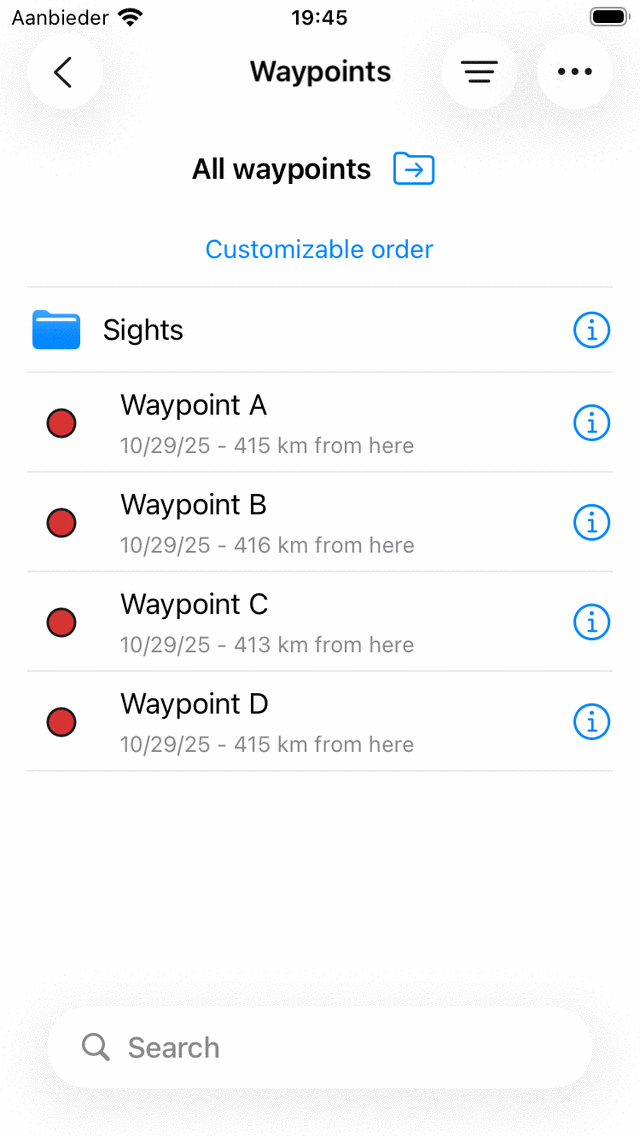 Aanbieder 19:45
Waypoints
All waypoints
Customizable order
Sights
Waypoint A
10/29/25 - 415 km from here
Waypoint B
10/29/25 - 416 km from here
Waypoint C
10/29/25 - 413 km from here
Waypoint D
10/29/25 - 415 km from here
Search